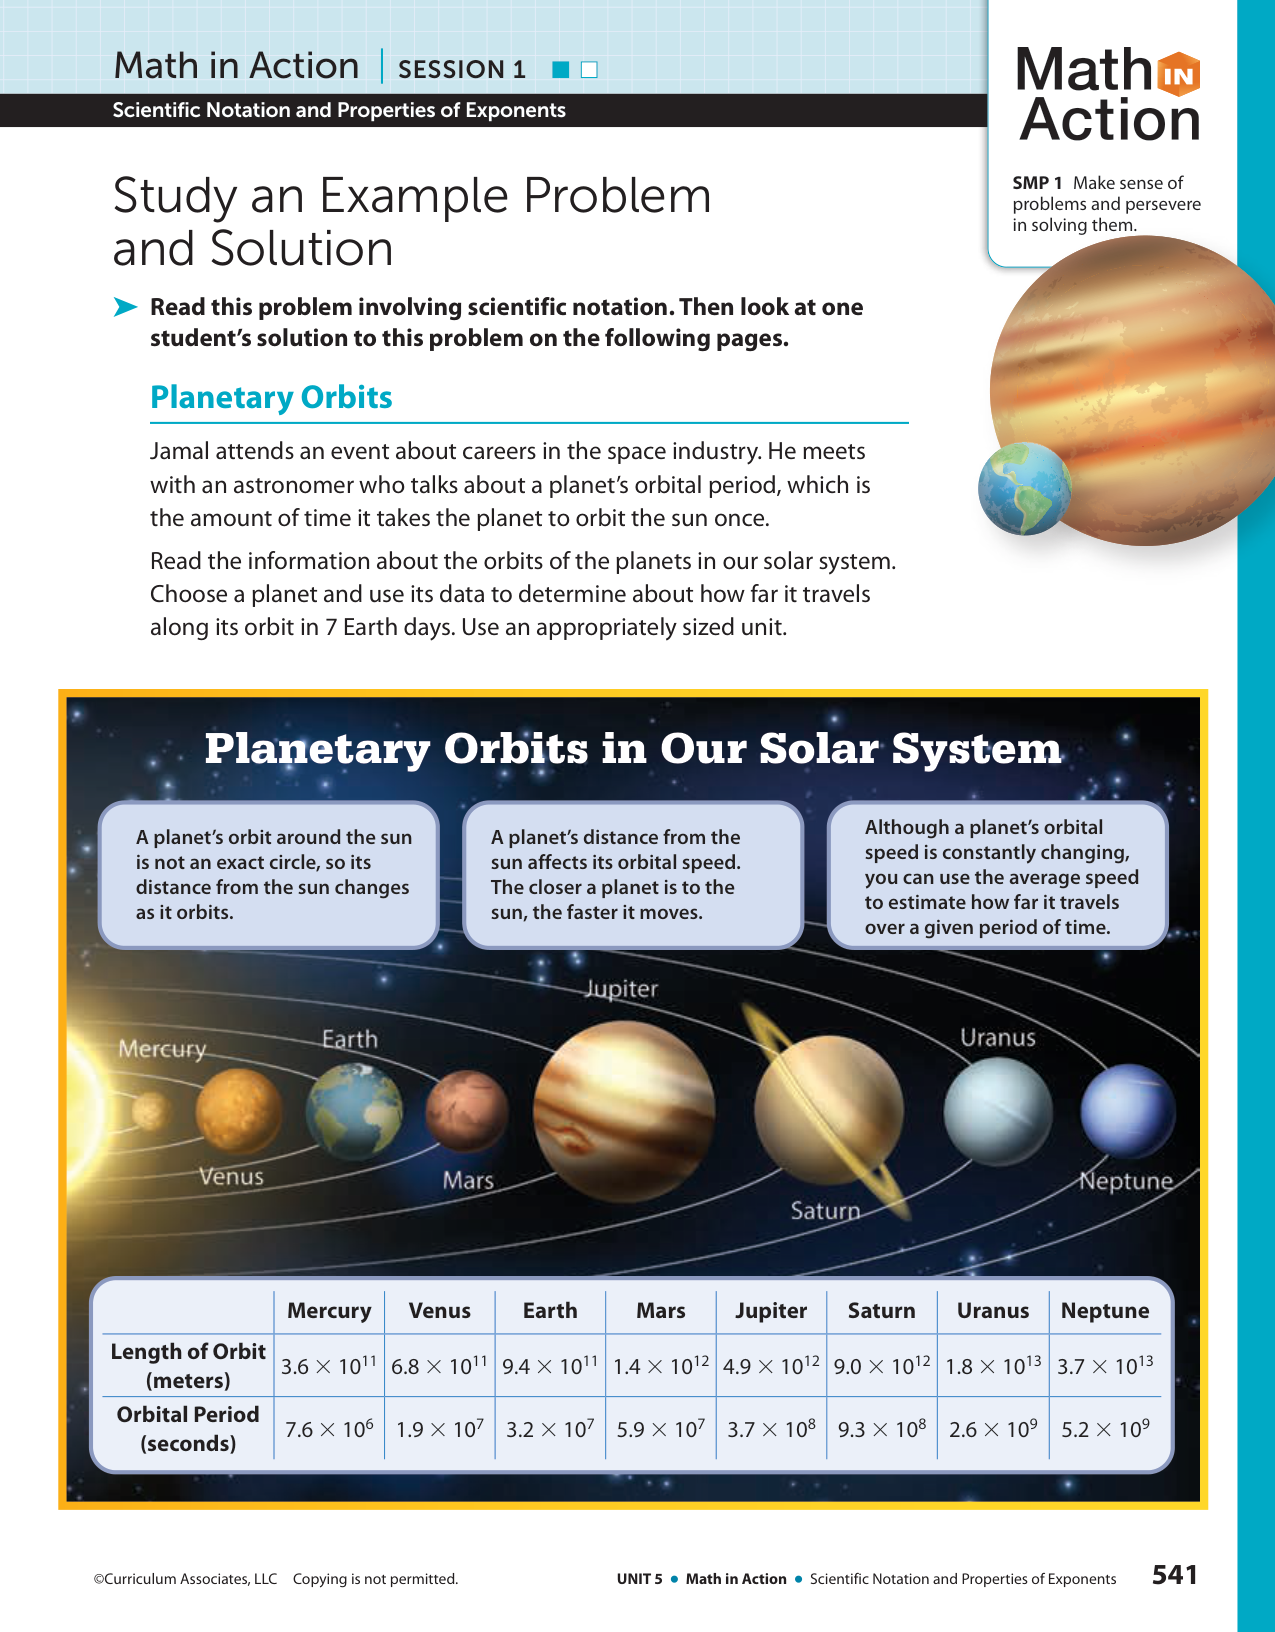 Math in Action | SESSION 1
Scientific Notation and Properties of Exponents
Math IN
Action
SMP 1 Make sense of
problems and persevere
in solving them.
Study an Example Problem
and Solution
Read this problem involving scientific notation. Then look at one
student’s solution to this problem on the following pages.
Planetary Orbits
Jamal attends an event about careers in the space industry. He meets
with an astronomer who talks about a planet’s orbital period, which is
the amount of time it takes the planet to orbit the sun once.
Read the information about the orbits of the planets in our solar system.
Choose a planet and use its data to determine about how far it travels
along its orbit in 7 Earth days. Use an appropriately sized unit.
Planetary Orbits in Our Solar System
A planet’s orbit around the sun
is not an exact circle, so its
distance from the sun changes
as it orbits.
A planet’s distance from the
sun affects its orbital speed.
The closer a planet is to the
sun, the faster it moves.
Although a planet’s orbital
speed is constantly changing,
you can use the average speed
to estimate how far it travels
over a given period of time.
Mercury
Venus
Earth
Mars
Jupiter
Saturn
Uranus
Neptune
Mercury Venus Earth Mars Jupiter Saturn Uranus Neptune
Length of Orbit
(meters) 3.6 × 10¹¹ 6.8 × 10¹¹ 9.4 × 10¹¹ 1.4 × 10¹² 4.9 × 10¹² 9.0 × 10¹² 1.8 × 10¹³ 3.7 × 10¹³
Orbital Period
(seconds) 7.6 × 10⁶ 1.9 × 10⁷ 3.2 × 10⁷ 5.9 × 10⁷ 3.7 × 10⁸ 9.3 × 10⁸ 2.6 × 10⁹ 5.2 × 10⁹
©Curriculum Associates, LLC Copying is not permitted.
UNIT 5 • Math in Action • Scientific Notation and Properties of Exponents 541